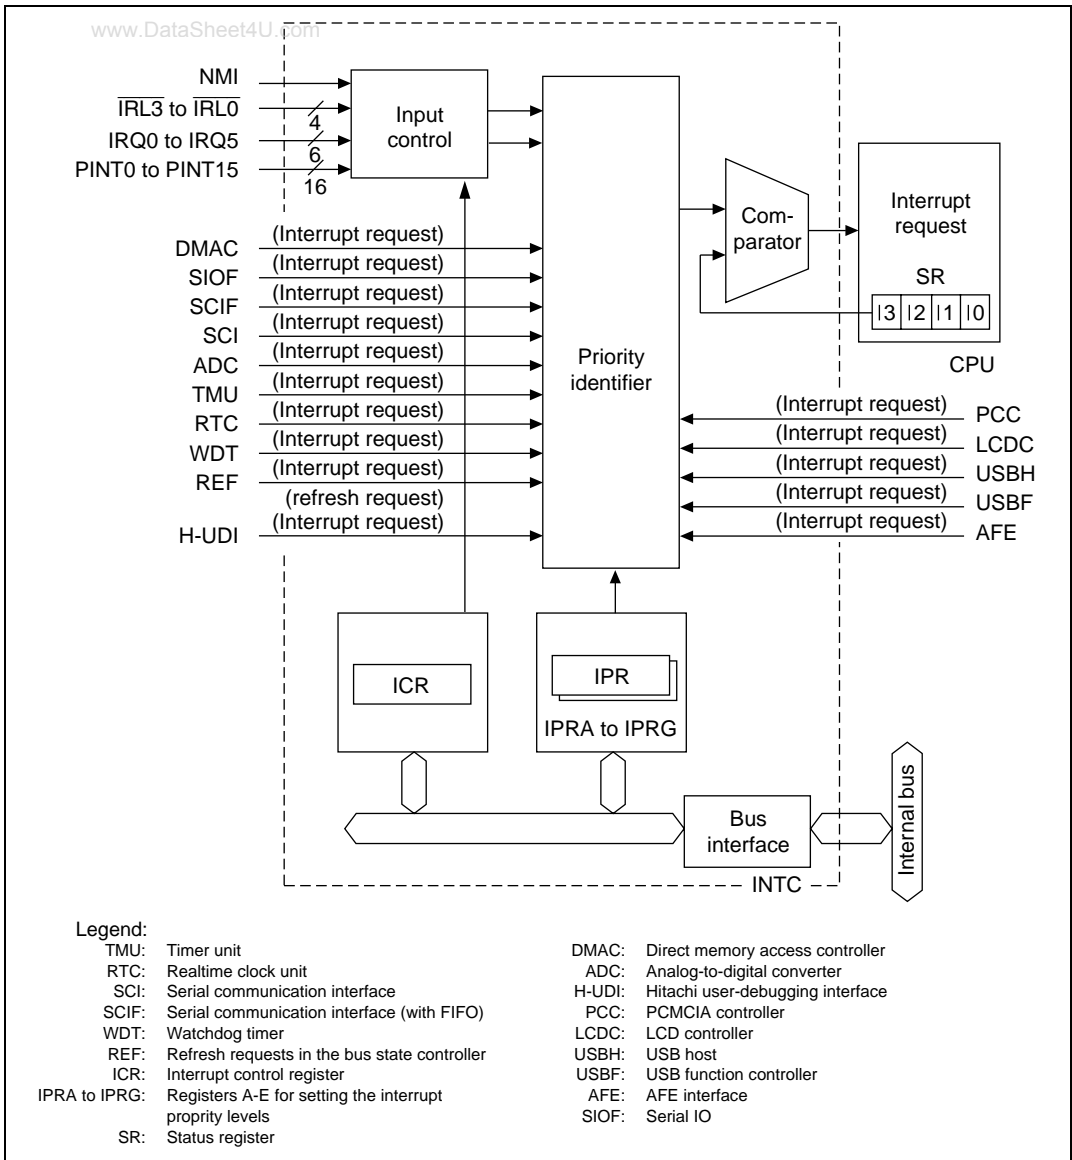 www.DataSheet4U.com
NMI
IRL3 to IRL0
4
IRQ0 to IRQ5
6
PINT0 to PINT15
16
Input
control
DMAC (Interrupt request)
SIOF (Interrupt request)
SCIF (Interrupt request)
SCI (Interrupt request)
ADC (Interrupt request)
TMU (Interrupt request)
RTC (Interrupt request)
WDT (Interrupt request)
REF (Interrupt request)
(refresh request)
H-UDI (Interrupt request)
Priority
identifier
Com-
parator
Interrupt
request
SR
I3 I2 I1 I0
CPU
(Interrupt request) PCC
(Interrupt request) LCDC
(Interrupt request) USBH
(Interrupt request) USBF
(Interrupt request) AFE
ICR
IPR
IPRA to IPRG
Bus
interface
Internal bus
INTC
Legend:
TMU: Timer unit
RTC: Realtime clock unit
SCI: Serial communication interface
SCIF: Serial communication interface (with FIFO)
WDT: Watchdog timer
REF: Refresh requests in the bus state controller
ICR: Interrupt control register
IPRA to IPRG: Registers A-E for setting the interrupt
proprity levels
SR: Status register
DMAC: Direct memory access controller
ADC: Analog-to-digital converter
H-UDI: Hitachi user-debugging interface
PCC: PCMCIA controller
LCDC: LCD controller
USBH: USB host
USBF: USB function controller
AFE: AFE interface
SIOF: Serial IO